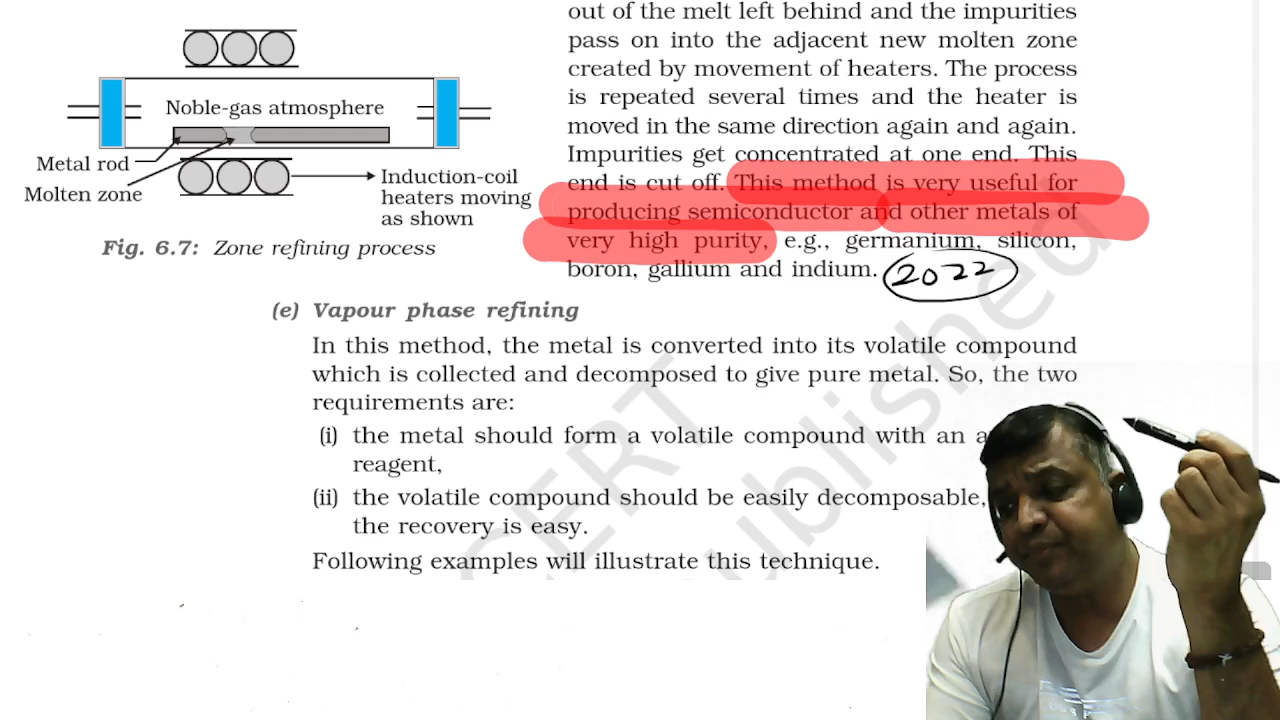 Noble-gas atmosphere
Metal rod
Molten zone
Induction-coil
heaters moving
as shown
Fig. 6.7: Zone refining process
out of the melt left behind and the impurities
pass on into the adjacent new molten zone
created by movement of heaters. The process
is repeated several times and the heater is
moved in the same direction again and again.
Impurities get concentrated at one end. This
end is cut off. This method is very useful for
producing semiconductor and other metals of
very high purity, e.g., germanium, silicon,
boron, gallium and indium. 2022
(e) Vapour phase refining
In this method, the metal is converted into its volatile compound
which is collected and decomposed to give pure metal. So, the two
requirements are:
(i) the metal should form a volatile compound with an a
reagent,
(ii) the volatile compound should be easily decomposable,
the recovery is easy.
Following examples will illustrate this technique.